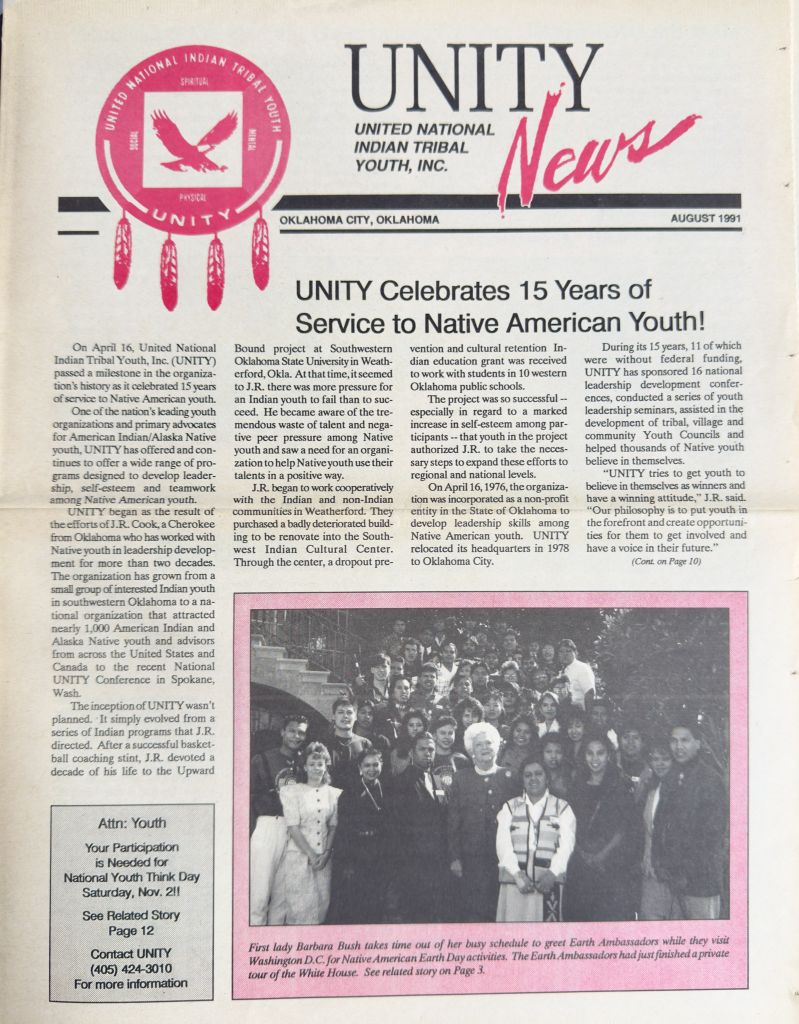 UNITED NATIONAL INDIAN TRIBAL YOUTH
SPIRITUAL
SOCIAL
MENTAL
PHYSICAL
UNITY
UNITY
News
UNITED NATIONAL
INDIAN TRIBAL
YOUTH, INC.
OKLAHOMA CITY, OKLAHOMA
AUGUST 1991
UNITY Celebrates 15 Years of
Service to Native American Youth!
On April 16, United National
Indian Tribal Youth, Inc. (UNITY)
passed a milestone in the organiza-
tion's history as it celebrated 15 years
of service to Native American youth.
One of the nation's leading youth
organizations and primary advocates
for American Indian/Alaska Native
youth, UNITY has offered and con-
tinues to offer a wide range of pro-
grams designed to develop leader-
ship, self-esteem and teamwork
among Native American youth.
UNITY began as the result of
the efforts of J.R. Cook, a Cherokee
from Oklahoma who has worked with
Native youth in leadership develop-
ment for more than two decades.
The organization has grown from a
small group of interested Indian youth
in southwestern Oklahoma to a na-
tional organization that attracted
nearly 1,000 American Indian and
Alaska Native youth and advisors
from across the United States and
Canada to the recent National
UNITY Conference in Spokane,
Wash.
The inception of UNITY wasn't
planned. It simply evolved from a
series of Indian programs that J.R.
directed. After a successful basket-
ball coaching stint, J.R. devoted a
decade of his life to the Upward
Bound project at Southwestern
Oklahoma State University in Weath-
erford, Okla. At that time, it seemed
to J.R. there was more pressure for
an Indian youth to fail than to suc-
ceed. He became aware of the tre-
mendous waste of talent and nega-
tive peer pressure among Native
youth and saw a need for an organi-
zation to help Native youth use their
talents in a positive way.
J.R. began to work cooperatively
with the Indian and non-Indian
communities in Weatherford. They
purchased a badly deteriorated build-
ing to be renovate into the South-
west Indian Cultural Center.
Through the center, a dropout pre-
vention and cultural retention In-
dian education grant was received
to work with students in 10 western
Oklahoma public schools.
The project was so successful --
especially in regard to a marked
increase in self-esteem among par-
ticipants -- that youth in the project
authorized J.R. to take the neces-
sary steps to expand these efforts to
regional and national levels.
On April 16, 1976, the organiza-
tion was incorporated as a non-profit
entity in the State of Oklahoma to
develop leadership skills among
Native American youth. UNITY
relocated its headquarters in 1978
to Oklahoma City.
During its 15 years, 11 of which
were without federal funding,
UNITY has sponsored 16 national
leadership development confer-
ences, conducted a series of youth
leadership seminars, assisted in the
development of tribal, village and
community Youth Councils and
helped thousands of Native youth
believe in themselves.
"UNITY tries to get youth to
believe in themselves as winners and
have a winning attitude," J.R. said.
"Our philosophy is to put youth in
the forefront and create opportuni-
ties for them to get involved and
have a voice in their future."
(Cont. on Page 10)
Attn: Youth
Your Participation
is Needed for
National Youth Think Day
Saturday, Nov. 2!!
See Related Story
Page 12
Contact UNITY
(405) 424-3010
For more information
First lady Barbara Bush takes time out of her busy schedule to greet Earth Ambassadors while they visit
Washington D.C. for Native American Earth Day activities. The Earth Ambassadors had just finished a private
tour of the White House. See related story on Page 3.